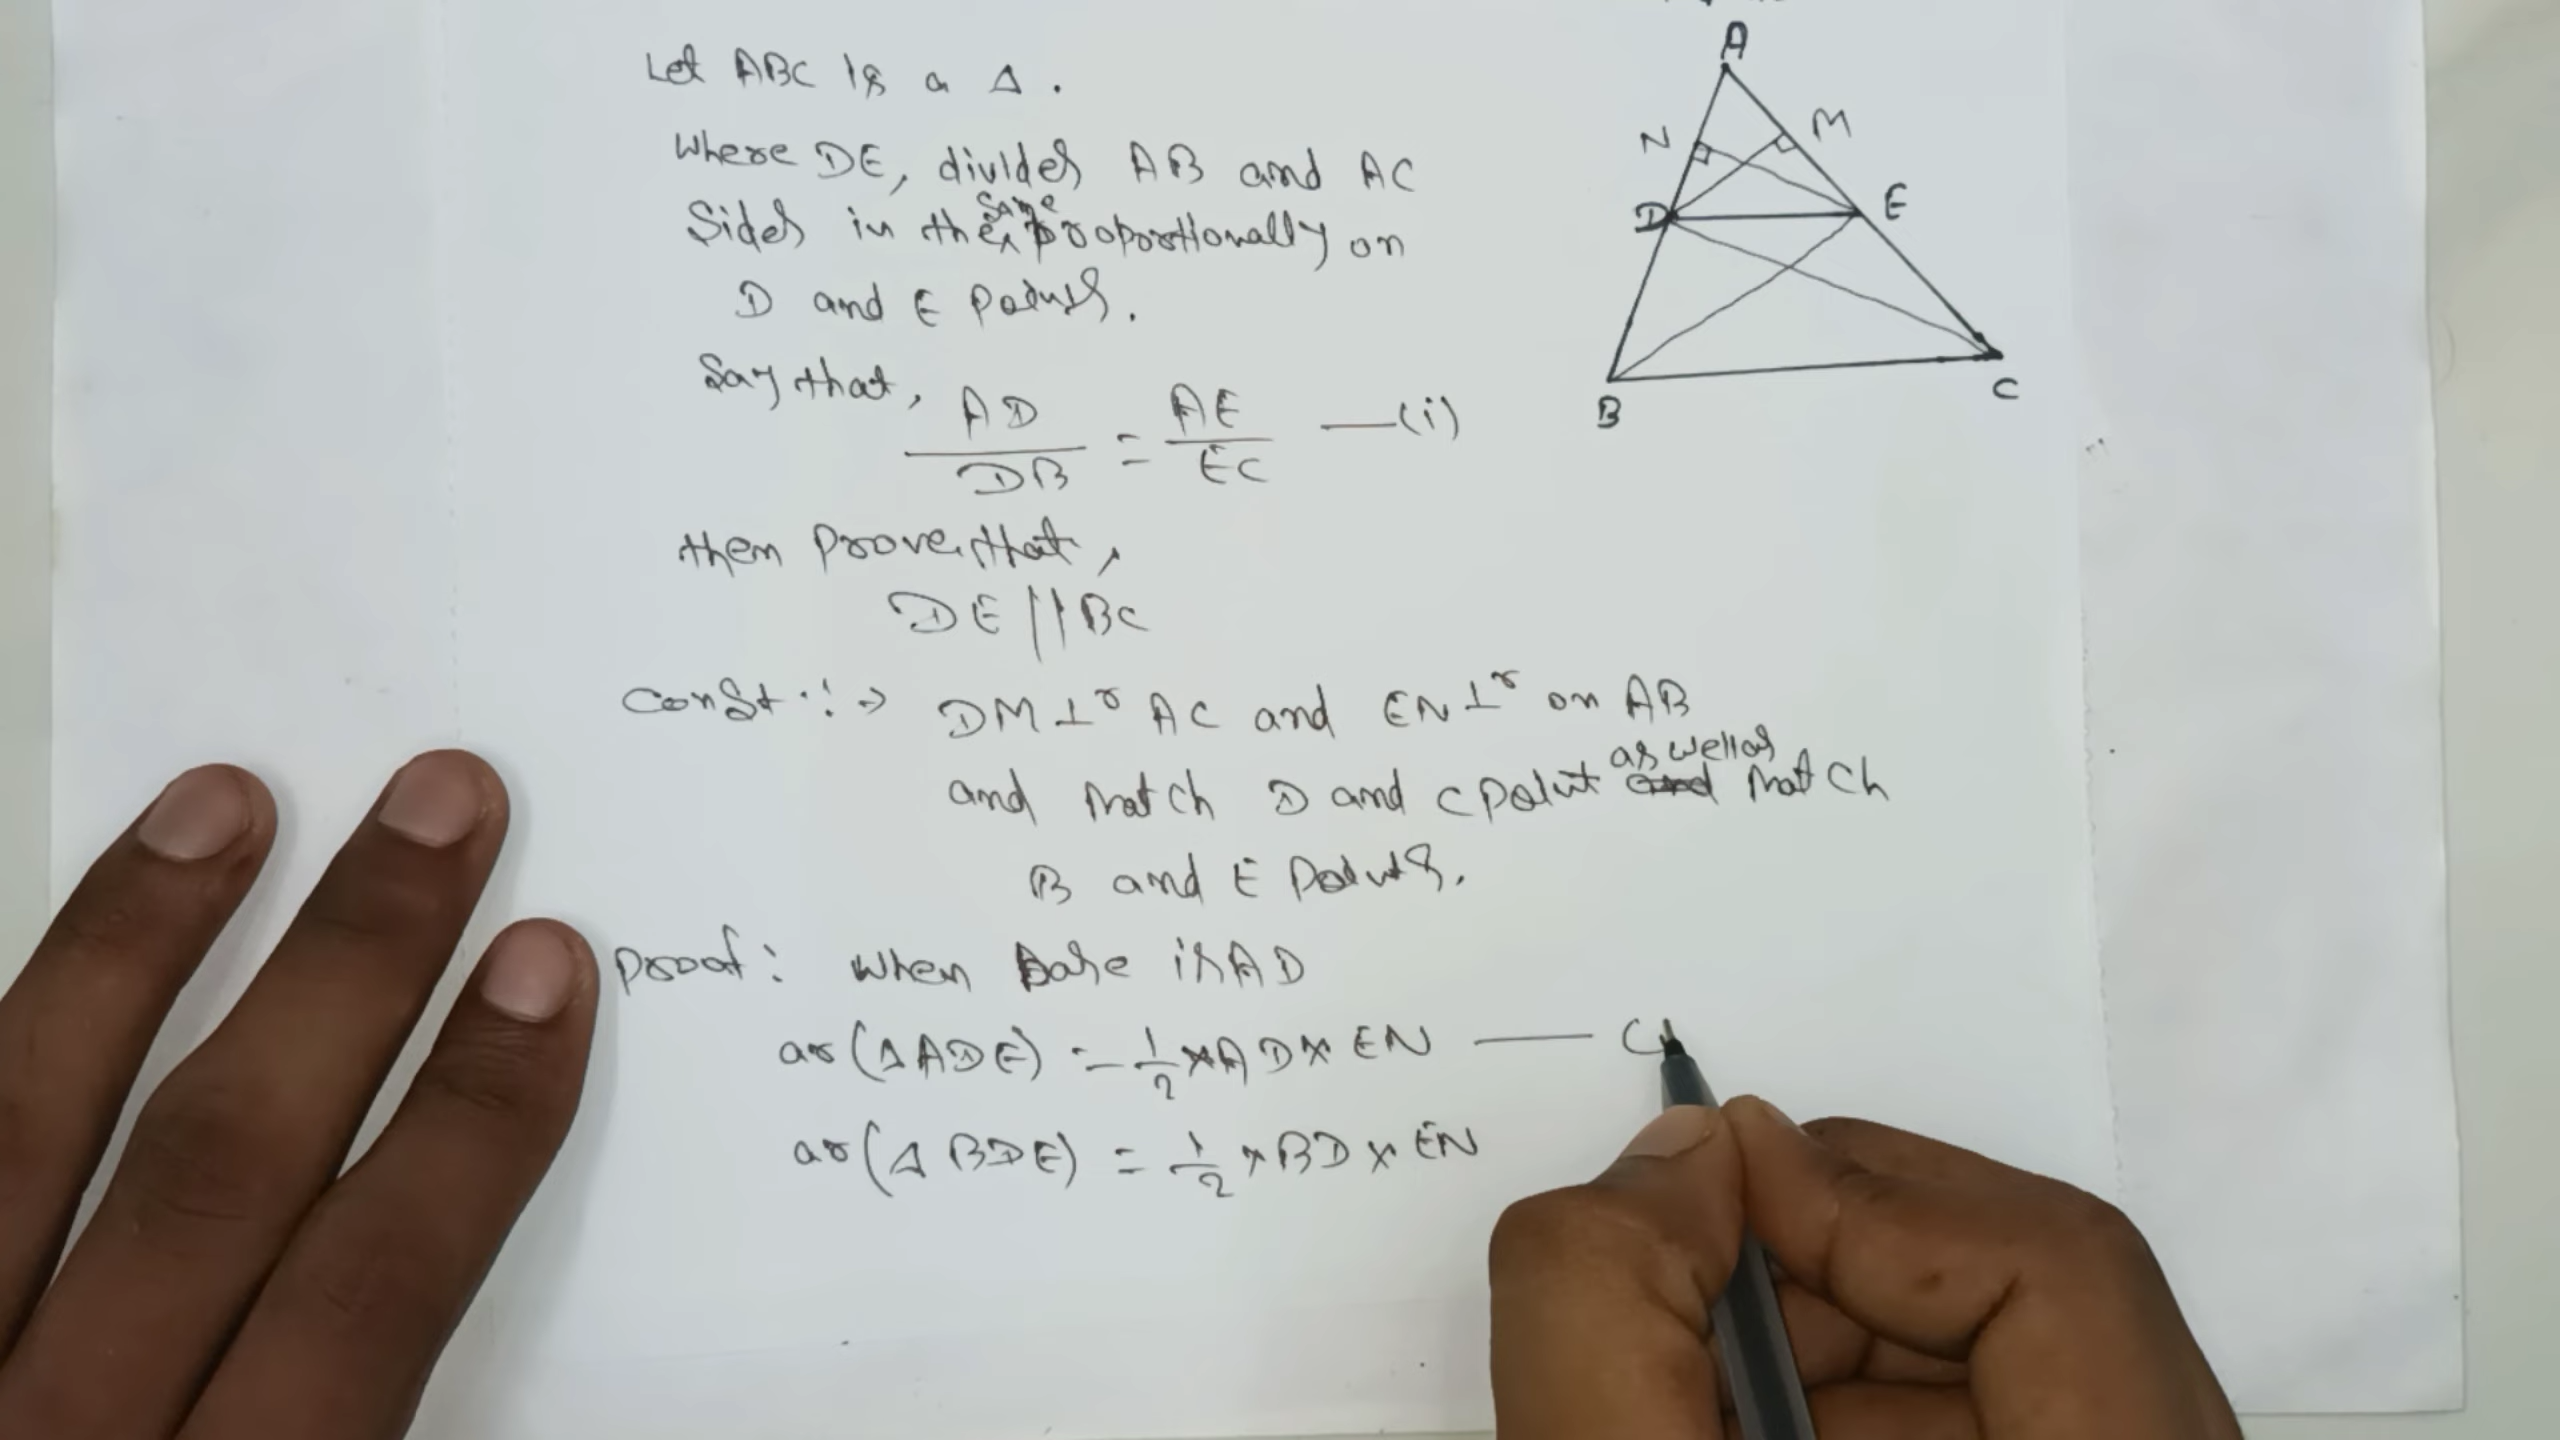 Let ABC is a Δ.
Where DE, divides AB and AC
Sides in the same proportionally on
D and E points.
Say that,
AD/DB = AE/EC —(i)
then prove that,
DE || BC
Const.:→ DM ⊥r AC and EN ⊥r on AB
and match D and C point as well as match
B and E points.
Proof: When base is AD
ar(ΔADE) = 1/2 × AD × EN — (
ar(ΔBDE) = 1/2 × BD × EN
A
N
M
D
E
B
C